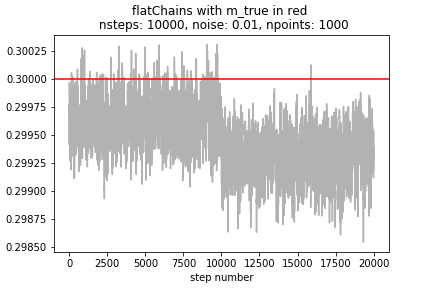 flatChains with m_true in red
nsteps: 10000, noise: 0.01, npoints: 1000
0.30025
0.30000
0.29975
0.29950
0.29925
0.29900
0.29875
0.29850
0 2500 5000 7500 10000 12500 15000 17500 20000
step number